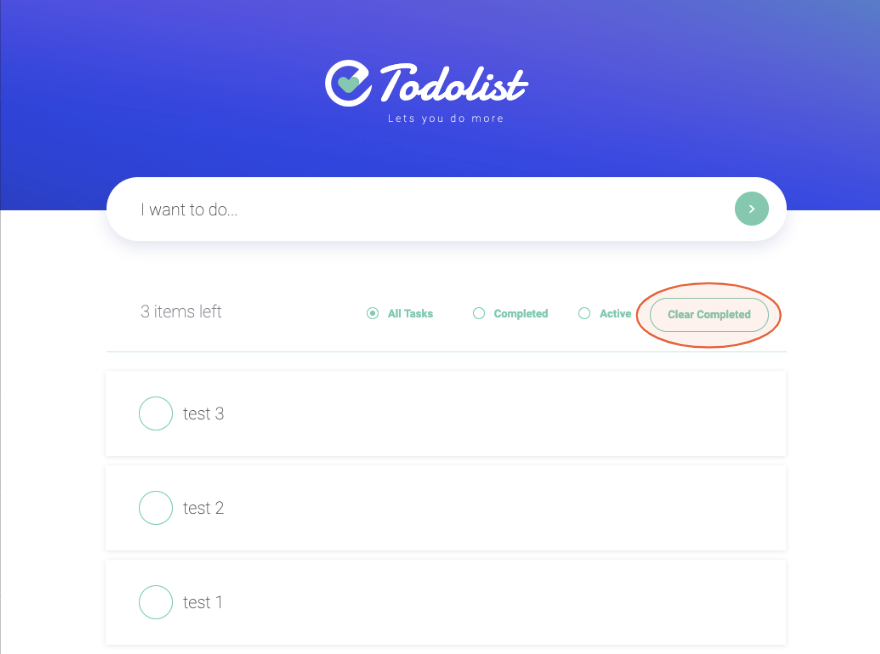 Todolist
Lets you do more
I want to do...
3 items left
All Tasks
Completed
Active
Clear Completed
test 3
test 2
test 1